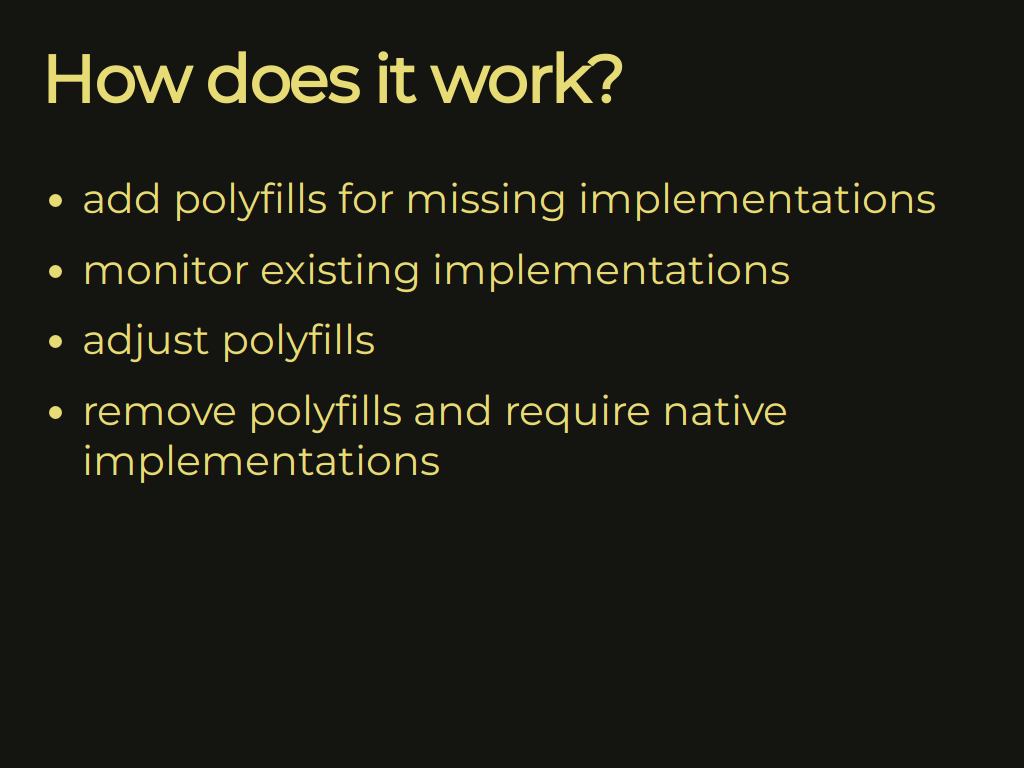 How does it work?
• add polyfills for missing implementations
• monitor existing implementations
• adjust polyfills
• remove polyfills and require native
implementations